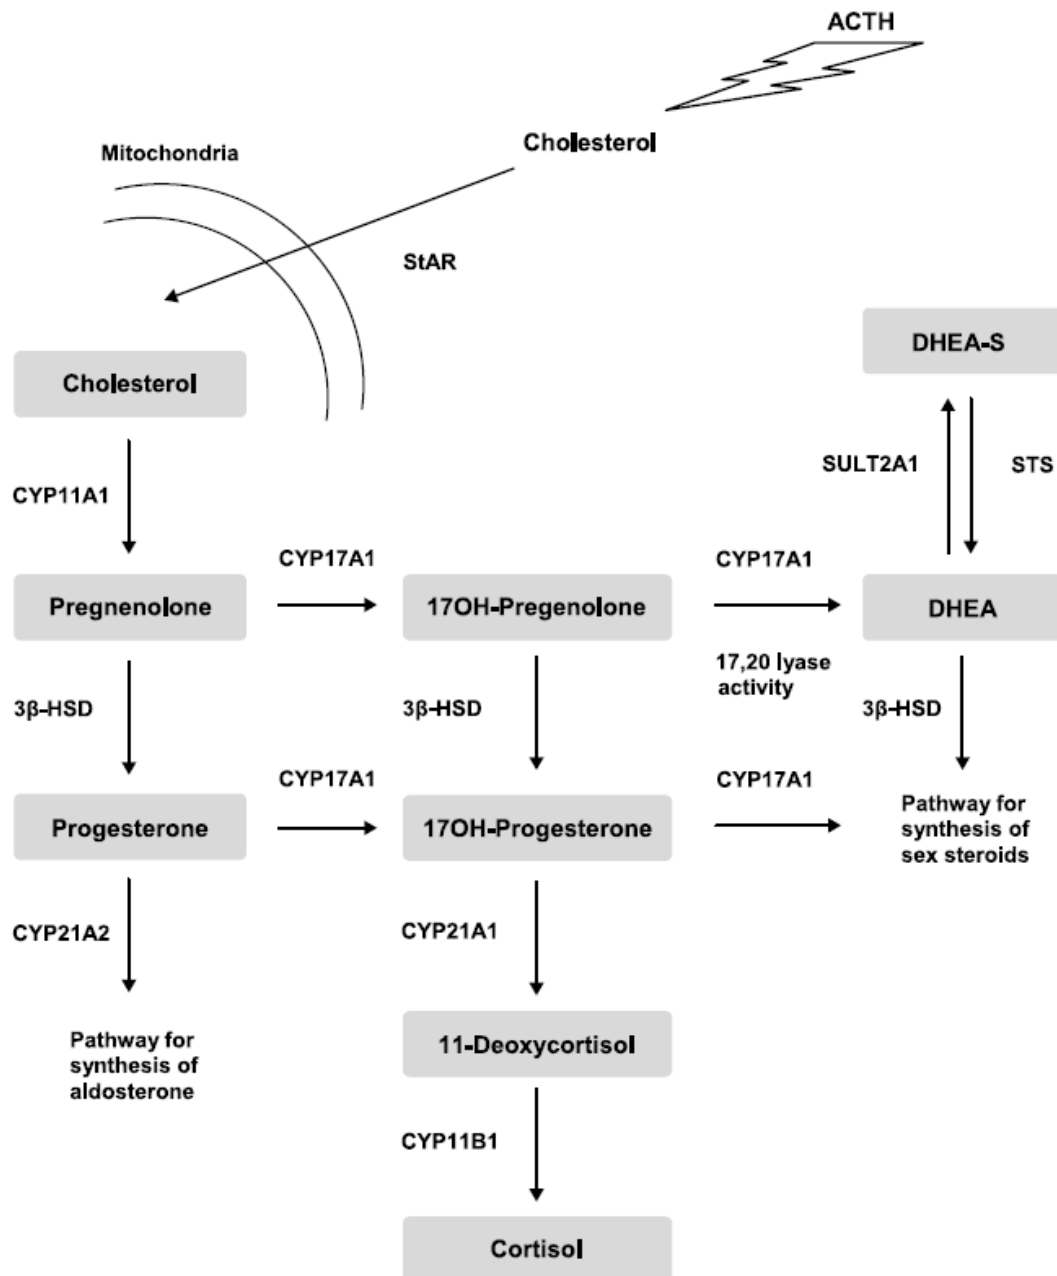 ACTH
Cholesterol
Mitochondria
StAR
DHEA-S
Cholesterol
SULT2A1
STS
CYP11A1
CYP17A1
CYP17A1
Pregnenolone
17OH-Pregenolone
DHEA
17,20 lyase
activity
3β-HSD
3β-HSD
3β-HSD
CYP17A1
CYP17A1
Progesterone
17OH-Progesterone
Pathway for
synthesis of
sex steroids
CYP21A2
CYP21A1
Pathway for
synthesis of
aldosterone
11-Deoxycortisol
CYP11B1
Cortisol